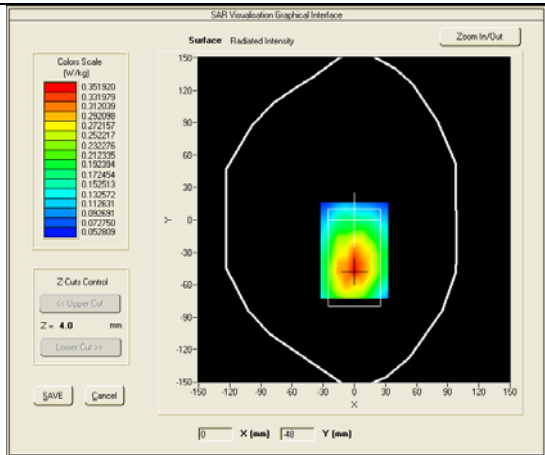 SAR Visualisation Graphical Interface
Surface Radiated Intensity
Zoom In/Out
Colors Scale
(W/kg)
0.351920
0.331979
0.312039
0.292098
0.272157
0.252217
0.232276
0.212335
0.192394
0.172454
0.152513
0.132572
0.112631
0.092691
0.072750
0.052809
150
120
90
60
30
0
-30
-60
-90
-120
-150
Y
-150 -120 -90 -60 -30 0 30 60 90 120 150
X
Z Cuts Control
<< Upper Cut
Z = 4.0 mm
Lower Cut >>
SAVE Cancel
0 X (mm) -48 Y (mm)